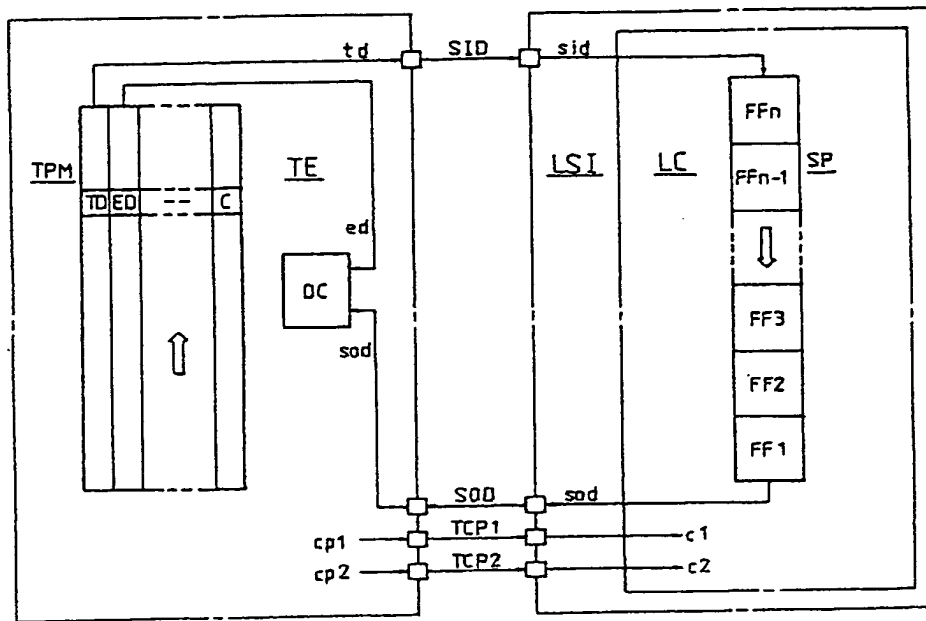 td SID sid
FFn
TPM TE LSI LC FFn-1 SP
TD ED -- C
ed
DC
sod
FF3
FF2
FF1
SOD sod
cp1 TCP1 c1
cp2 TCP2 c2